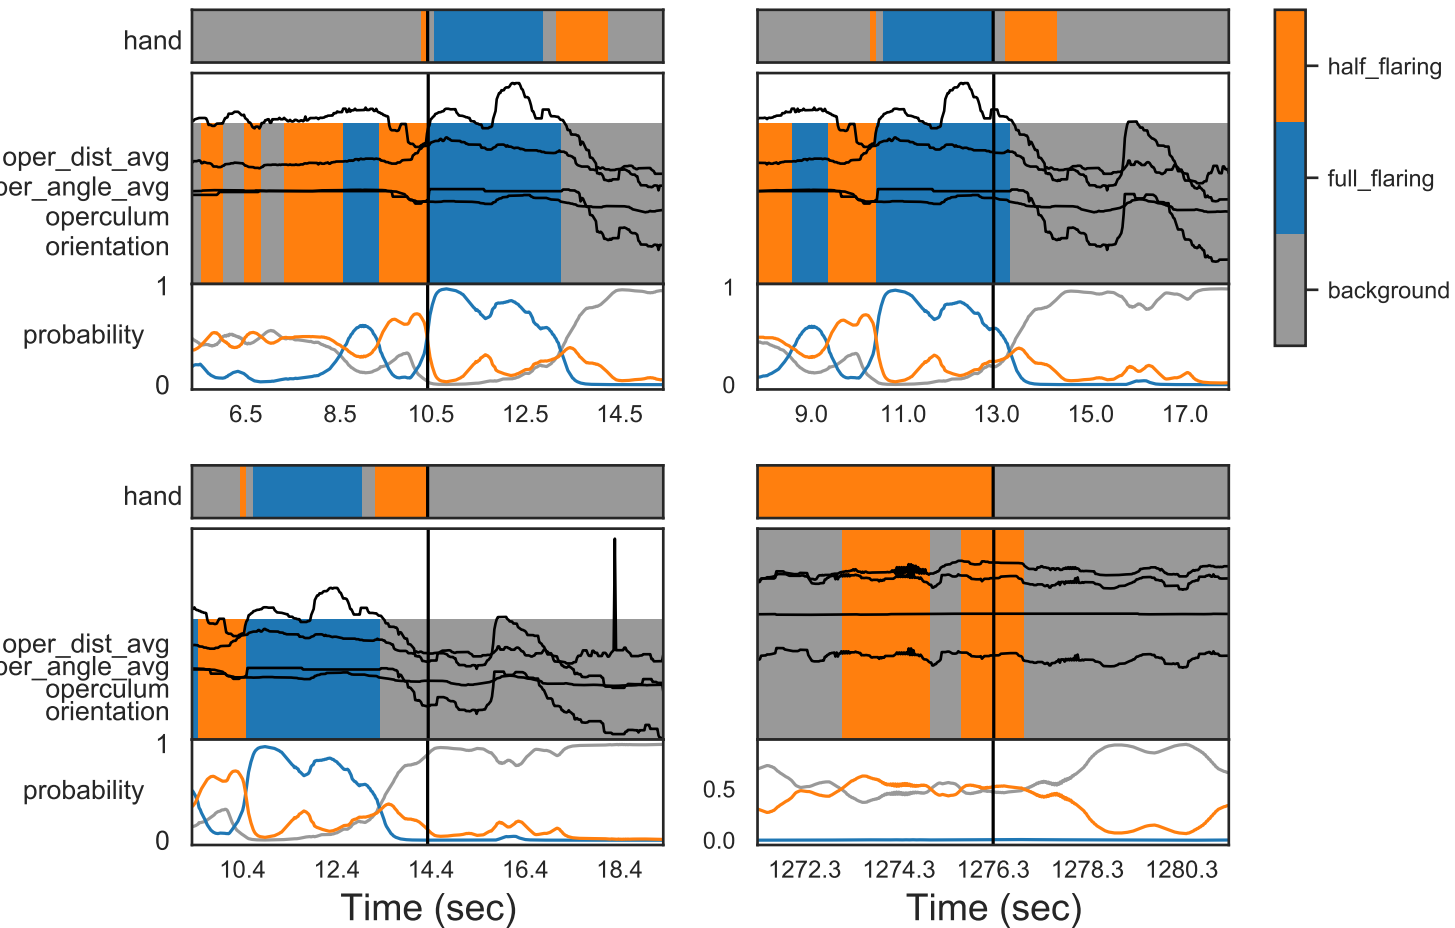 hand
oper_dist_avg
per_angle_avg
operculum
orientation
1
probability
0
6.5 8.5 10.5 12.5 14.5
1
0
9.0 11.0 13.0 15.0 17.0
half_flaring
full_flaring
background
hand
oper_dist_avg
per_angle_avg
operculum
orientation
1
probability
0
10.4 12.4 14.4 16.4 18.4
Time (sec)
0.5
0.0
1272.3 1274.3 1276.3 1278.3 1280.3
Time (sec)